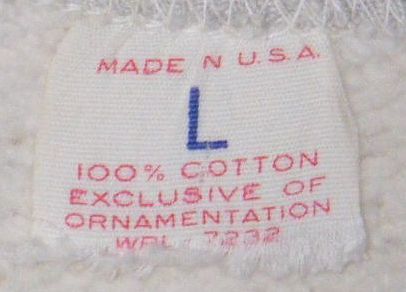 MADE N U.S.A.
L
100% COTTON
EXCLUSIVE OF
ORNAMENTATION
WPL 7232